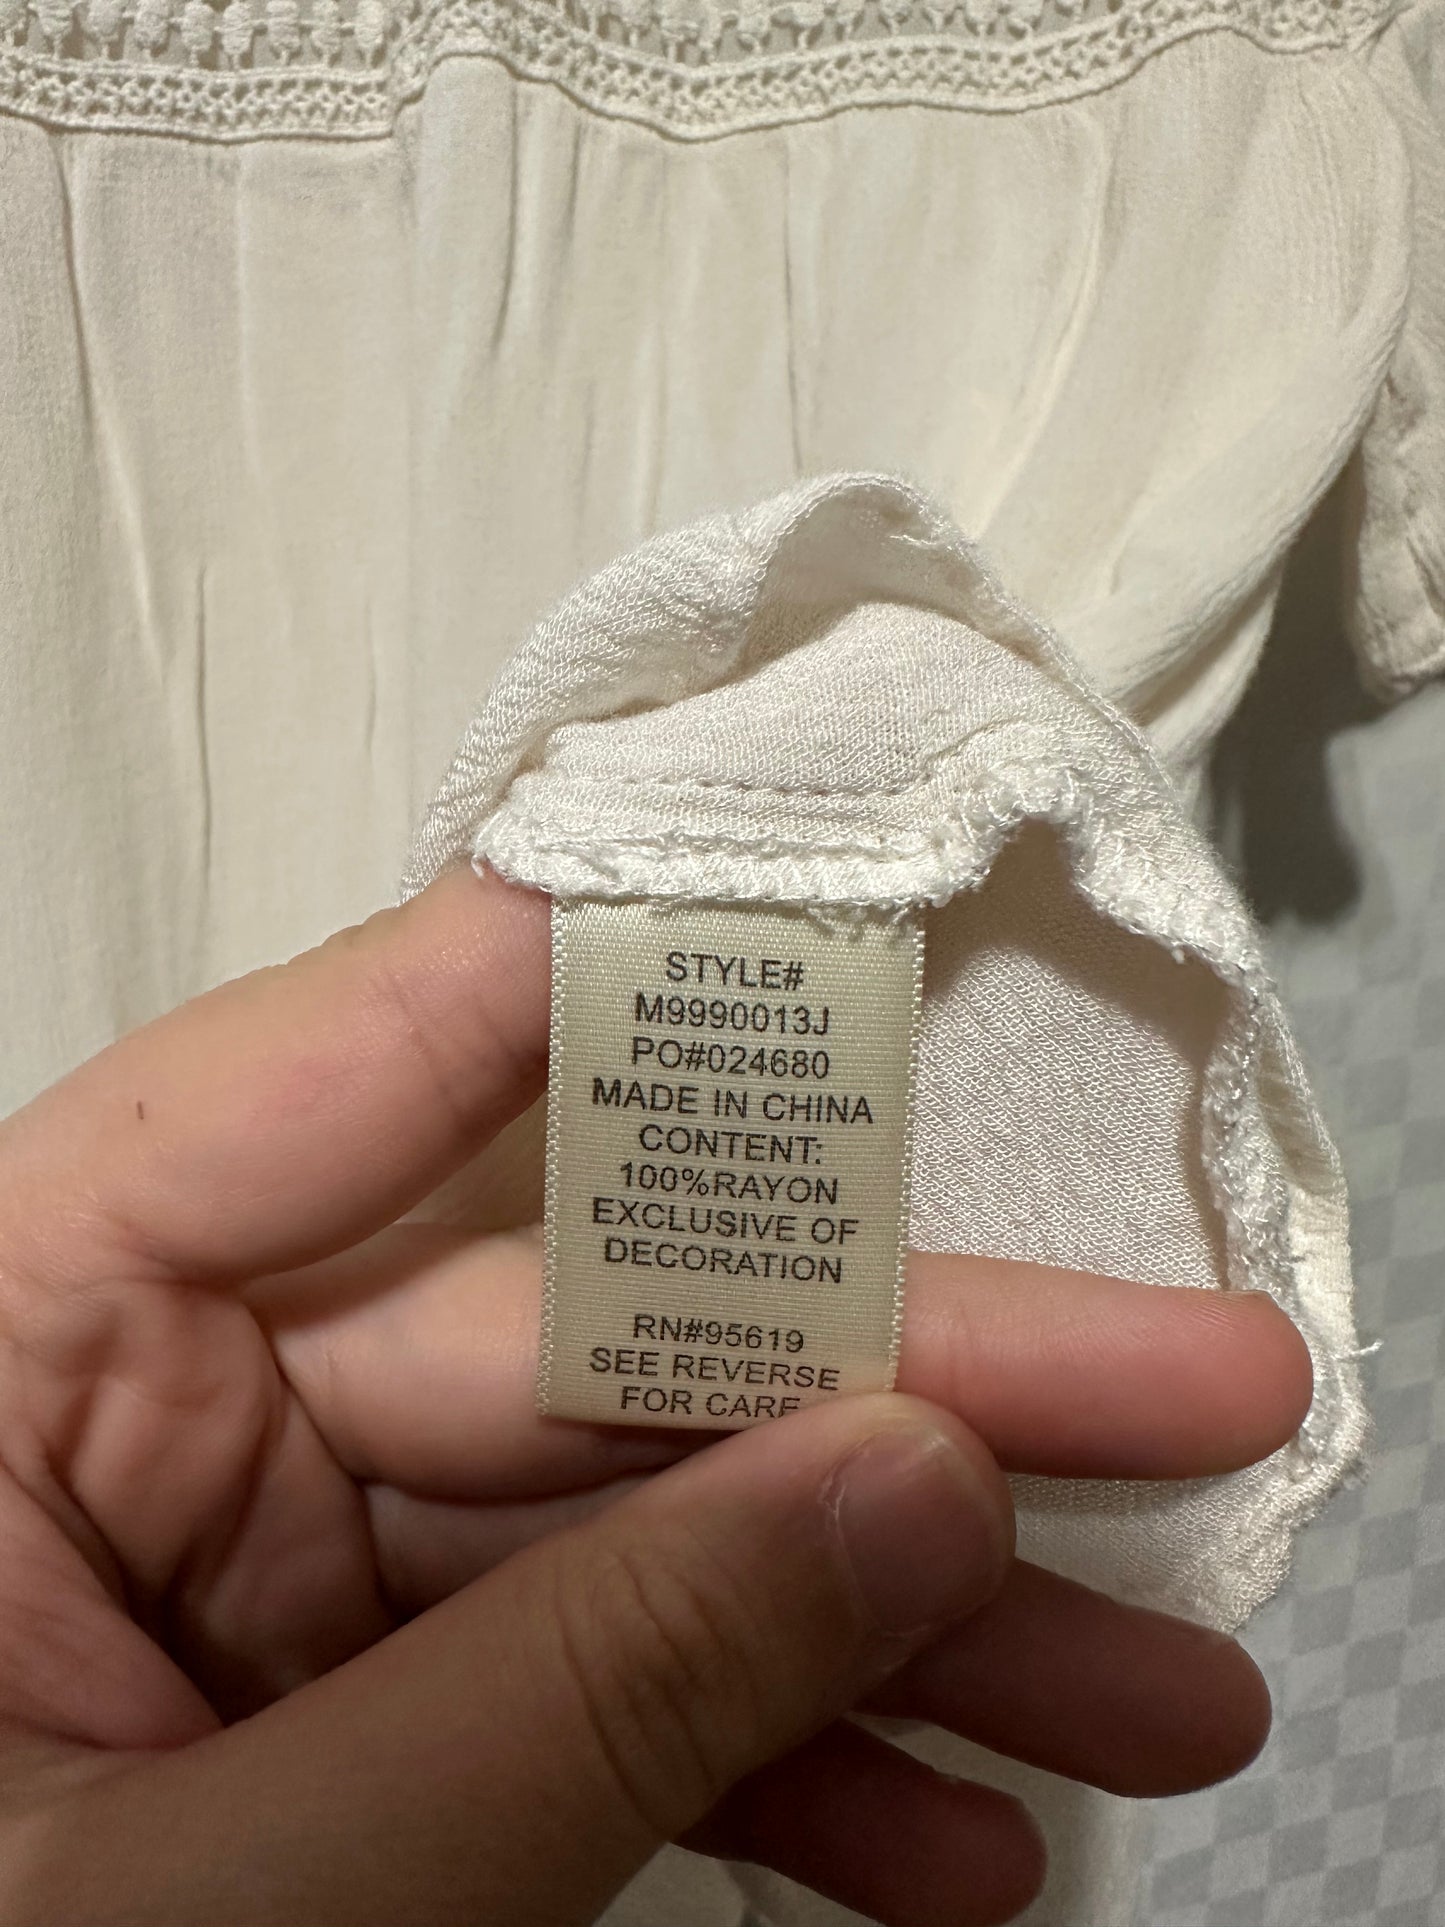 STYLE#
M9990013J
PO#024680
MADE IN CHINA
CONTENT:
100%RAYON
EXCLUSIVE OF
DECORATION
RN#95619
SEE REVERSE
FOR CARE